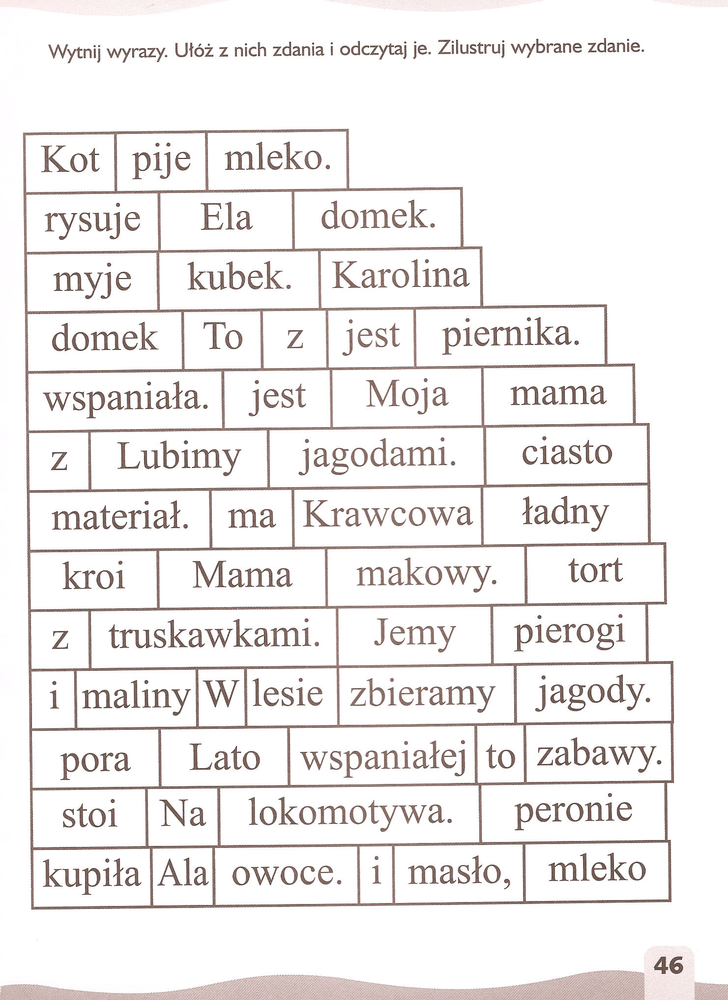 Wytnij wyrazy. Ułóż z nich zdania i odczytaj je. Zilustruj wybrane zdanie.
Kot pije mleko.
rysuje Ela domek.
myje kubek. Karolina
domek To z jest piernika.
wspaniała. jest Moja mama
z Lubimy jagodami. ciasto
materiał. ma Krawcowa ładny
kroi Mama makowy. tort
z truskawkami. Jemy pierogi
i maliny W lesie zbieramy jagody.
pora Lato wspaniałej to zabawy.
stoi Na lokomotywa. peronie
kupiła Ala owoce. i masło, mleko
46